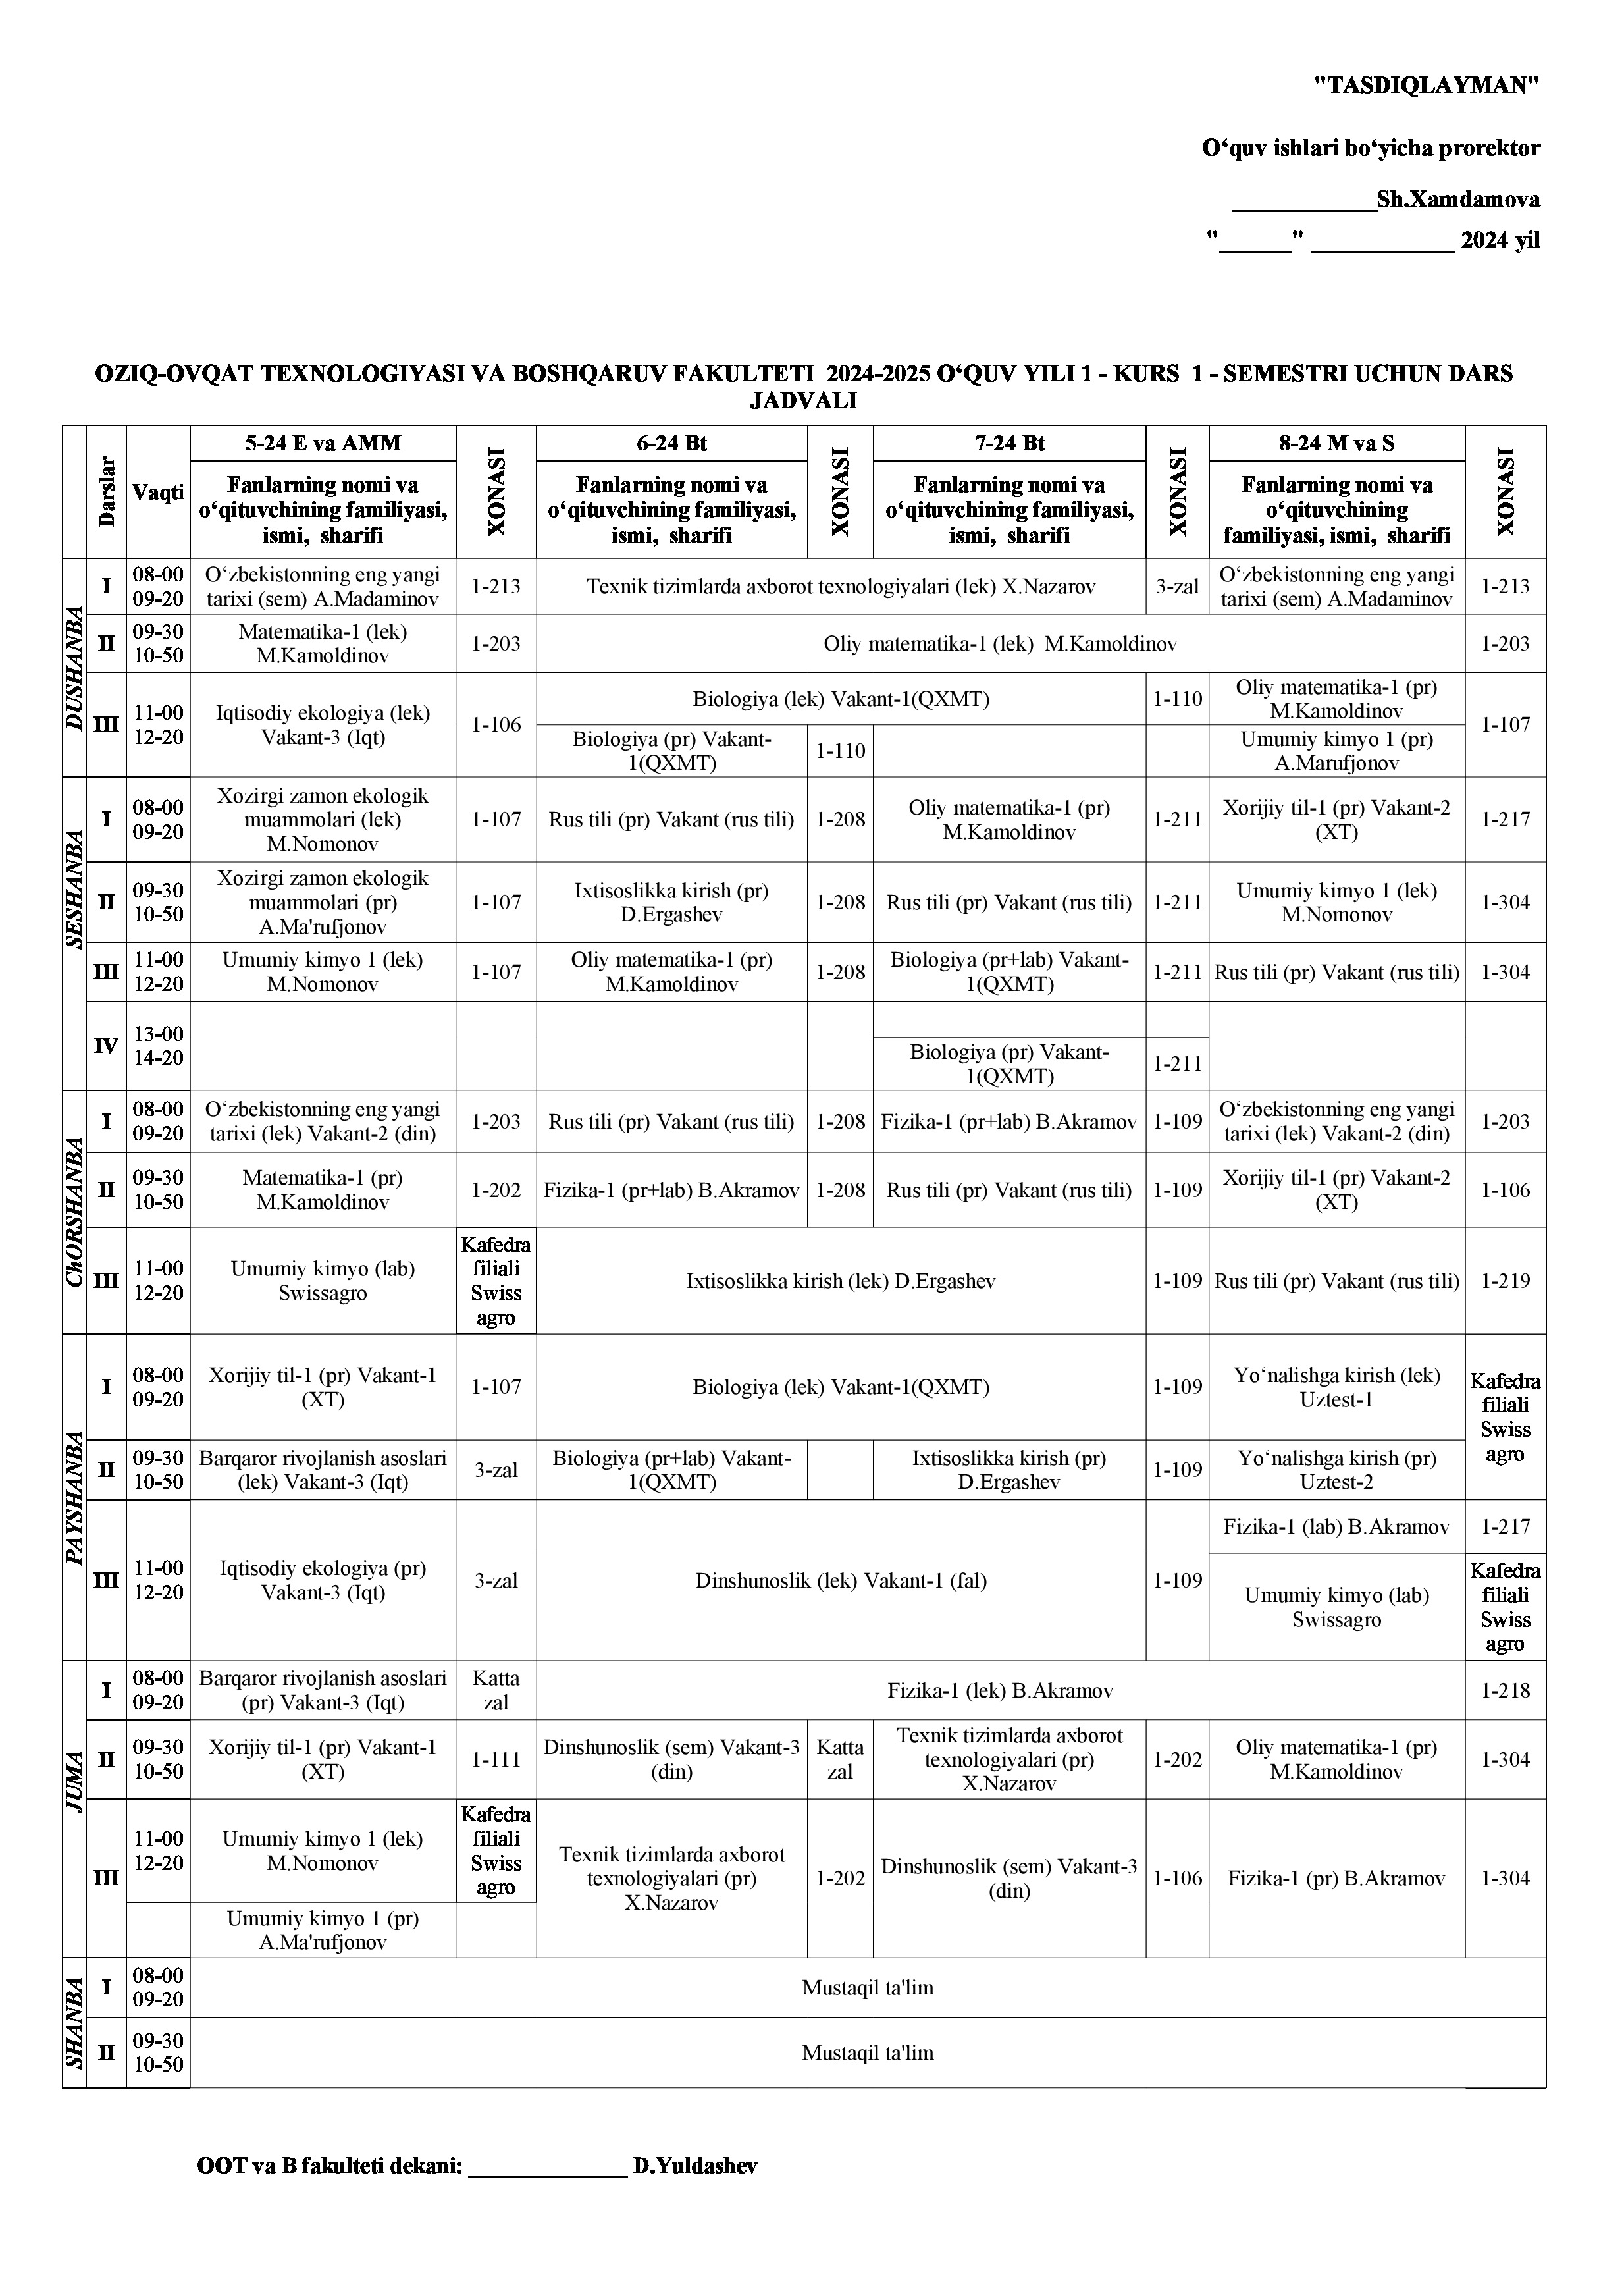 "TASDIQLAYMAN"
O‘quv ishlari bo‘yicha prorektor
____________Sh.Xamdamova
"______" ____________ 2024 yil
OZIQ-OVQAT TEXNOLOGIYASI VA BOSHQARUV FAKULTETI 2024-2025 O‘QUV YILI 1 - KURS 1 - SEMESTRI UCHUN DARS
JADVALI
Darslar
Vaqti
5-24 E va AMM
XONASI
6-24 Bt
XONASI
7-24 Bt
XONASI
8-24 M va S
XONASI
Fanlarning nomi va
o‘qituvchining familiyasi,
ismi, sharifi
Fanlarning nomi va
o‘qituvchining familiyasi,
ismi, sharifi
Fanlarning nomi va
o‘qituvchining familiyasi,
ismi, sharifi
Fanlarning nomi va
o‘qituvchining
familiyasi, ismi, sharifi
DUSHANBA
I
08-00
09-20
O‘zbekistonning eng yangi
tarixi (sem) A.Madaminov
1-213
Texnik tizimlarda axborot texnologiyalari (lek) X.Nazarov
3-zal
O‘zbekistonning eng yangi
tarixi (sem) A.Madaminov
1-213
II
09-30
10-50
Matematika-1 (lek)
M.Kamoldinov
1-203
Oliy matematika-1 (lek) M.Kamoldinov
1-203
III
11-00
12-20
Iqtisodiy ekologiya (lek)
Vakant-3 (Iqt)
1-106
Biologiya (lek) Vakant-1(QXMT)
1-110
Oliy matematika-1 (pr)
M.Kamoldinov
1-107
Biologiya (pr) Vakant-
1(QXMT)
1-110
Umumiy kimyo 1 (pr)
A.Marufjonov
SESHANBA
I
08-00
09-20
Xozirgi zamon ekologik
muammolari (lek)
M.Nomonov
1-107
Rus tili (pr) Vakant (rus tili)
1-208
Oliy matematika-1 (pr)
M.Kamoldinov
1-211
Xorijiy til-1 (pr) Vakant-2
(XT)
1-217
II
09-30
10-50
Xozirgi zamon ekologik
muammolari (pr)
A.Ma'rufjonov
1-107
Ixtisoslikka kirish (pr)
D.Ergashev
1-208
Rus tili (pr) Vakant (rus tili)
1-211
Umumiy kimyo 1 (lek)
M.Nomonov
1-304
III
11-00
12-20
Umumiy kimyo 1 (lek)
M.Nomonov
1-107
Oliy matematika-1 (pr)
M.Kamoldinov
1-208
Biologiya (pr+lab) Vakant-
1(QXMT)
1-211
Rus tili (pr) Vakant (rus tili)
1-304
IV
13-00
14-20
Biologiya (pr) Vakant-
1(QXMT)
1-211
ChORSHANBA
I
08-00
09-20
O‘zbekistonning eng yangi
tarixi (lek) Vakant-2 (din)
1-203
Rus tili (pr) Vakant (rus tili)
1-208
Fizika-1 (pr+lab) B.Akramov
1-109
O‘zbekistonning eng yangi
tarixi (lek) Vakant-2 (din)
1-203
II
09-30
10-50
Matematika-1 (pr)
M.Kamoldinov
1-202
Fizika-1 (pr+lab) B.Akramov
1-208
Rus tili (pr) Vakant (rus tili)
1-109
Xorijiy til-1 (pr) Vakant-2
(XT)
1-106
III
11-00
12-20
Umumiy kimyo (lab)
Swissagro
Kafedra
filiali
Swiss
agro
Ixtisoslikka kirish (lek) D.Ergashev
1-109
Rus tili (pr) Vakant (rus tili)
1-219
PAYSHANBA
I
08-00
09-20
Xorijiy til-1 (pr) Vakant-1
(XT)
1-107
Biologiya (lek) Vakant-1(QXMT)
1-109
Yo‘nalishga kirish (lek)
Uztest-1
Kafedra
filiali
Swiss
agro
II
09-30
10-50
Barqaror rivojlanish asoslari
(lek) Vakant-3 (Iqt)
3-zal
Biologiya (pr+lab) Vakant-
1(QXMT)
Ixtisoslikka kirish (pr)
D.Ergashev
1-109
Yo‘nalishga kirish (pr)
Uztest-2
III
11-00
12-20
Iqtisodiy ekologiya (pr)
Vakant-3 (Iqt)
3-zal
Dinshunoslik (lek) Vakant-1 (fal)
1-109
Fizika-1 (lab) B.Akramov
1-217
Umumiy kimyo (lab)
Swissagro
Kafedra
filiali
Swiss
agro
JUMA
I
08-00
09-20
Barqaror rivojlanish asoslari
(pr) Vakant-3 (Iqt)
Katta
zal
Fizika-1 (lek) B.Akramov
1-218
II
09-30
10-50
Xorijiy til-1 (pr) Vakant-1
(XT)
1-111
Dinshunoslik (sem) Vakant-3
(din)
Katta
zal
Texnik tizimlarda axborot
texnologiyalari (pr)
X.Nazarov
1-202
Oliy matematika-1 (pr)
M.Kamoldinov
1-304
III
11-00
12-20
Umumiy kimyo 1 (lek)
M.Nomonov
Kafedra
filiali
Swiss
agro
Texnik tizimlarda axborot
texnologiyalari (pr)
X.Nazarov
1-202
Dinshunoslik (sem) Vakant-3
(din)
1-106
Fizika-1 (pr) B.Akramov
1-304
Umumiy kimyo 1 (pr)
A.Ma'rufjonov
SHANBA
I
08-00
09-20
Mustaqil ta'lim
II
09-30
10-50
Mustaqil ta'lim
OOT va B fakulteti dekani: _____________ D.Yuldashev